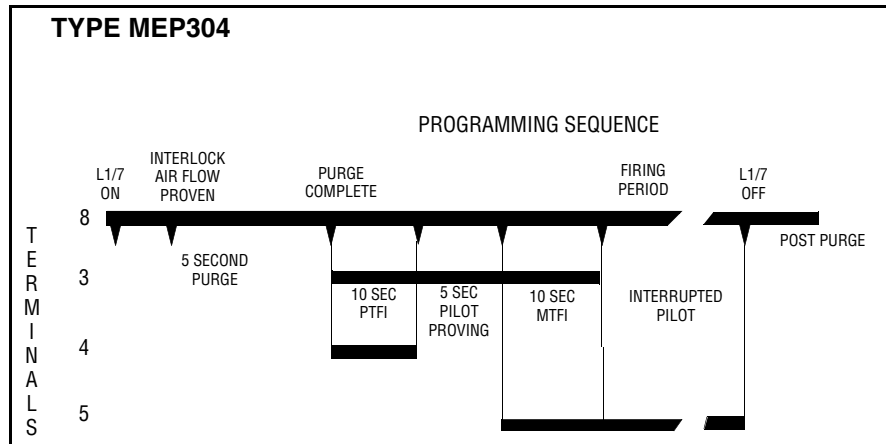 TYPE MEP304
PROGRAMMING SEQUENCE
L1/7
ON
INTERLOCK
AIR FLOW
PROVEN
PURGE
COMPLETE
FIRING
PERIOD
L1/7
OFF
TERMINALS
8
5 SECOND
PURGE
POST PURGE
3
10 SEC
PTFI
5 SEC
PILOT
PROVING
10 SEC
MTFI
INTERRUPTED
PILOT
4
5